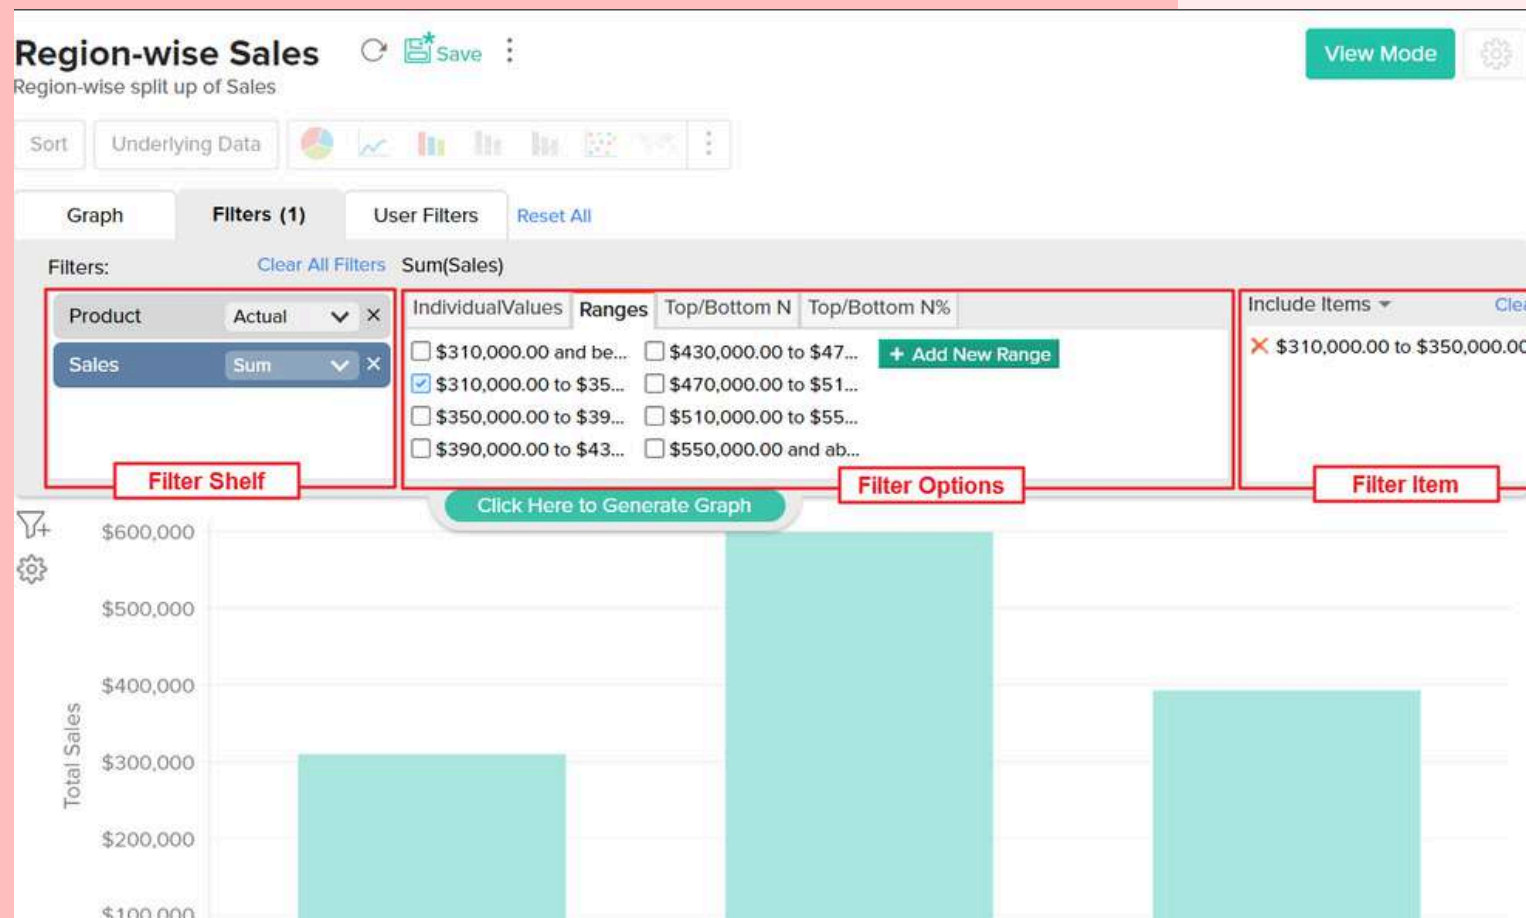 Region-wise Sales Save
Region-wise split up of Sales
View Mode
Sort Underlying Data
Graph Filters (1) User Filters Reset All
Filters: Clear All Filters Sum(Sales)
Product Actual
Sales Sum
Filter Shelf
IndividualValues Ranges Top/Bottom N Top/Bottom N%
$310,000.00 and be... $430,000.00 to $47... + Add New Range
$310,000.00 to $35... $470,000.00 to $51...
$350,000.00 to $39... $510,000.00 to $55...
$390,000.00 to $43... $550,000.00 and ab...
Filter Options
Include Items
$310,000.00 to $350,000.00
Filter Item
Click Here to Generate Graph
Total Sales
$600,000
$500,000
$400,000
$300,000
$200,000
$100,000